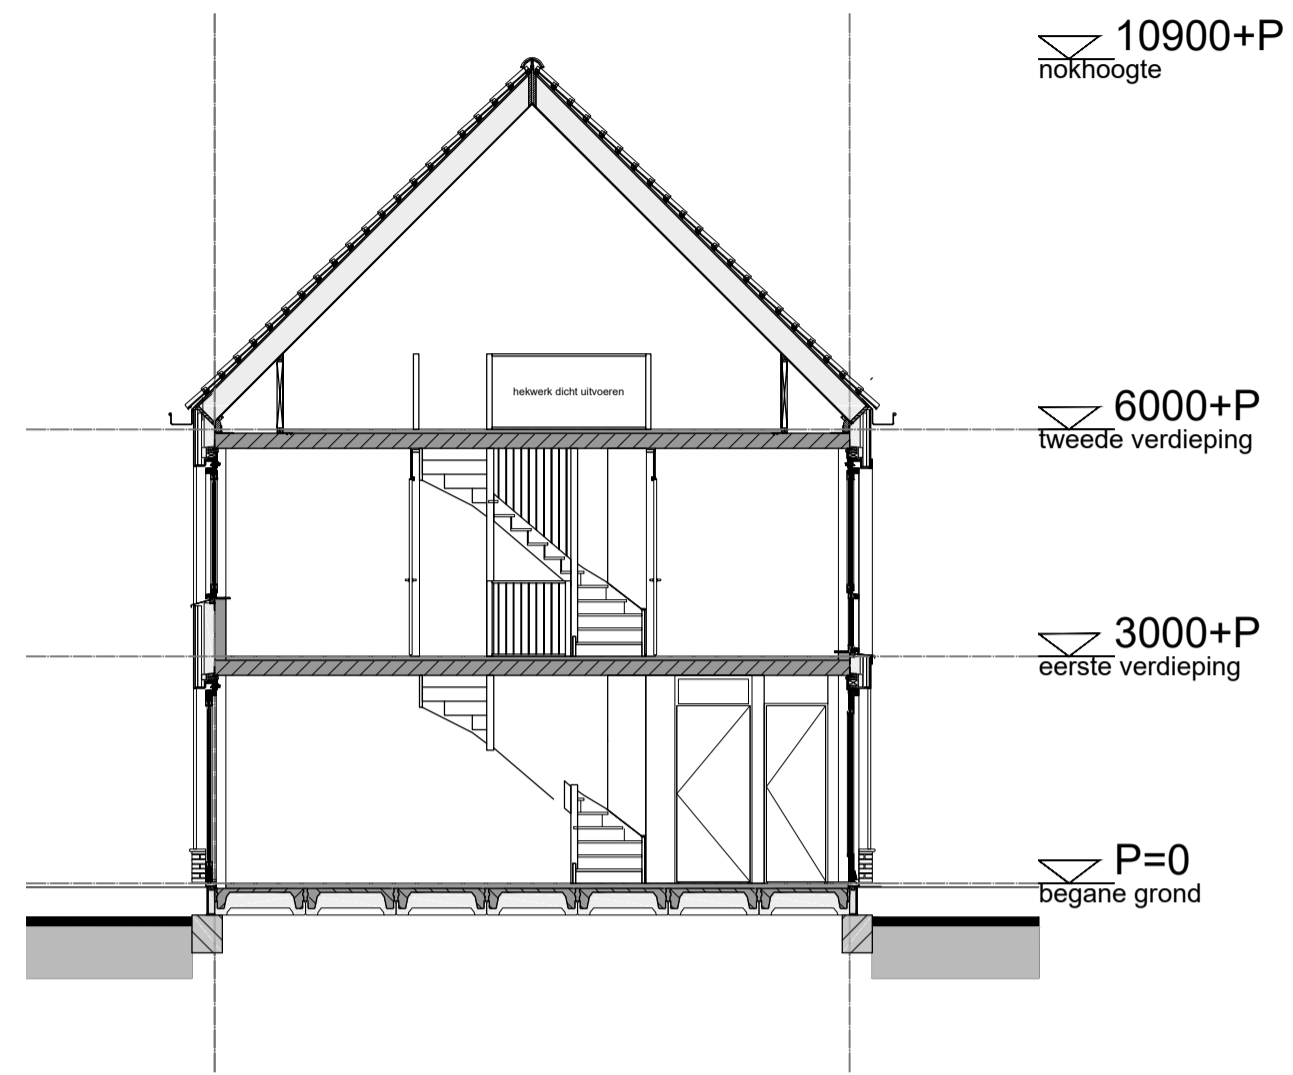 10900+P
nokhoogte
hekwerk dicht uitvoeren
6000+P
tweede verdieping
3000+P
eerste verdieping
P=0
begane grond